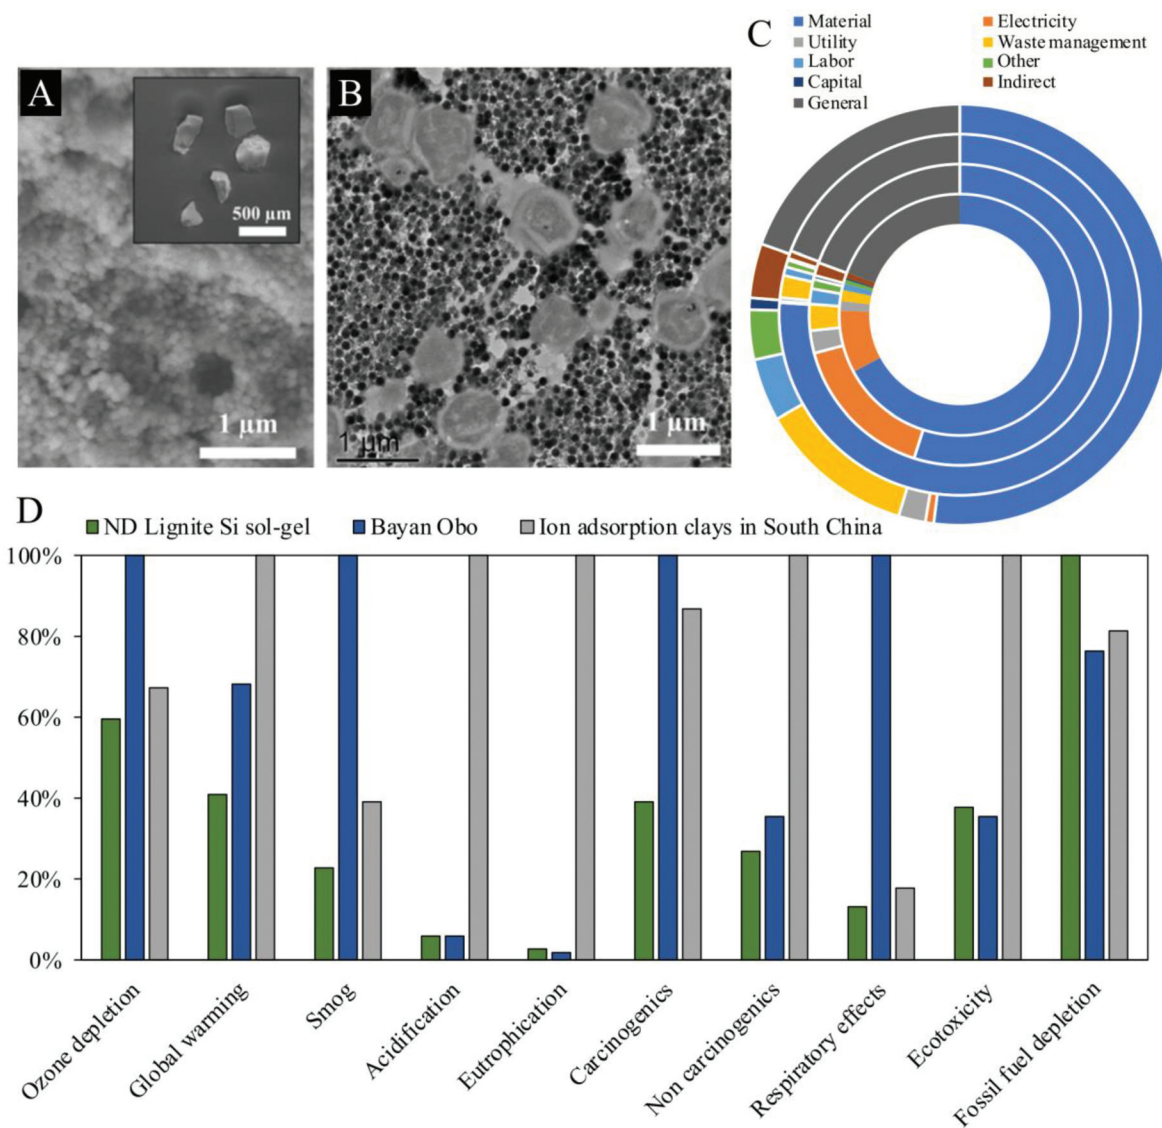 C
Material
Electricity
Utility
Waste management
Labor
Other
Capital
Indirect
General
A
500 µm
1 µm
B
1 µm
1 µm
D
ND Lignite Si sol-gel
Bayan Obo
Ion adsorption clays in South China
100%
80%
60%
40%
20%
0%
Ozone depletion
Global warming
Smog
Acidification
Eutrophication
Carcinogenics
Non carcinogenics
Respiratory effects
Ecotoxicity
Fossil fuel depletion